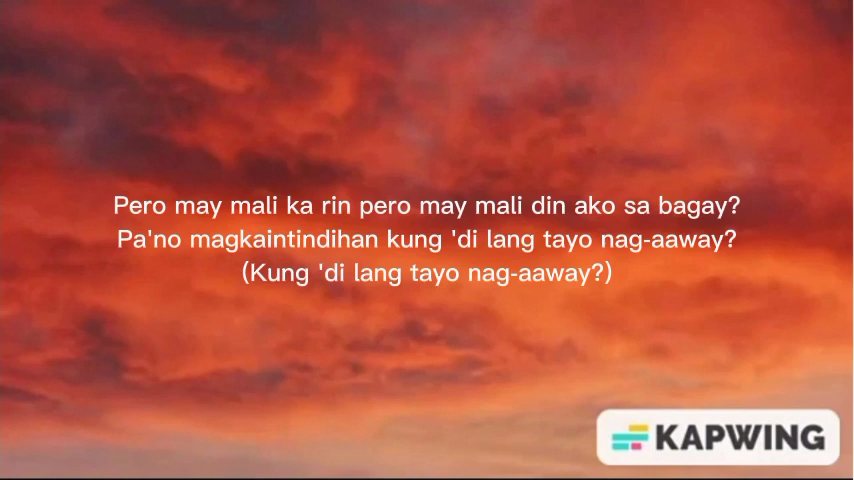 Pero may mali ka rin pero may mali din ako sa bagay?
Pa'no magkaintindihan kung 'di lang tayo nag-aaway?
(Kung 'di lang tayo nag-aaway?)
KAPWING